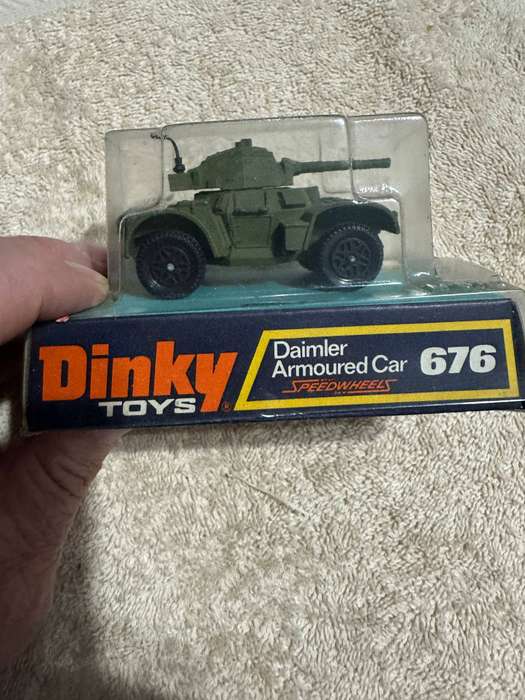 Dinky
TOYS
Daimler
Armoured Car
SPEEDWHEELS
676